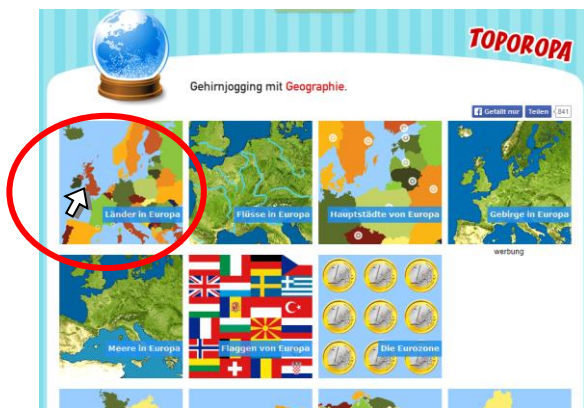 TOPOROPA
Gehirnjogging mit Geographie.
Gefällt mir Teilen 841
Länder in Europa
Flüsse in Europa
Hauptstädte von Europa
Gebirge in Europa
werbung
Meere in Europa
Flaggen von Europa
Die Eurozone